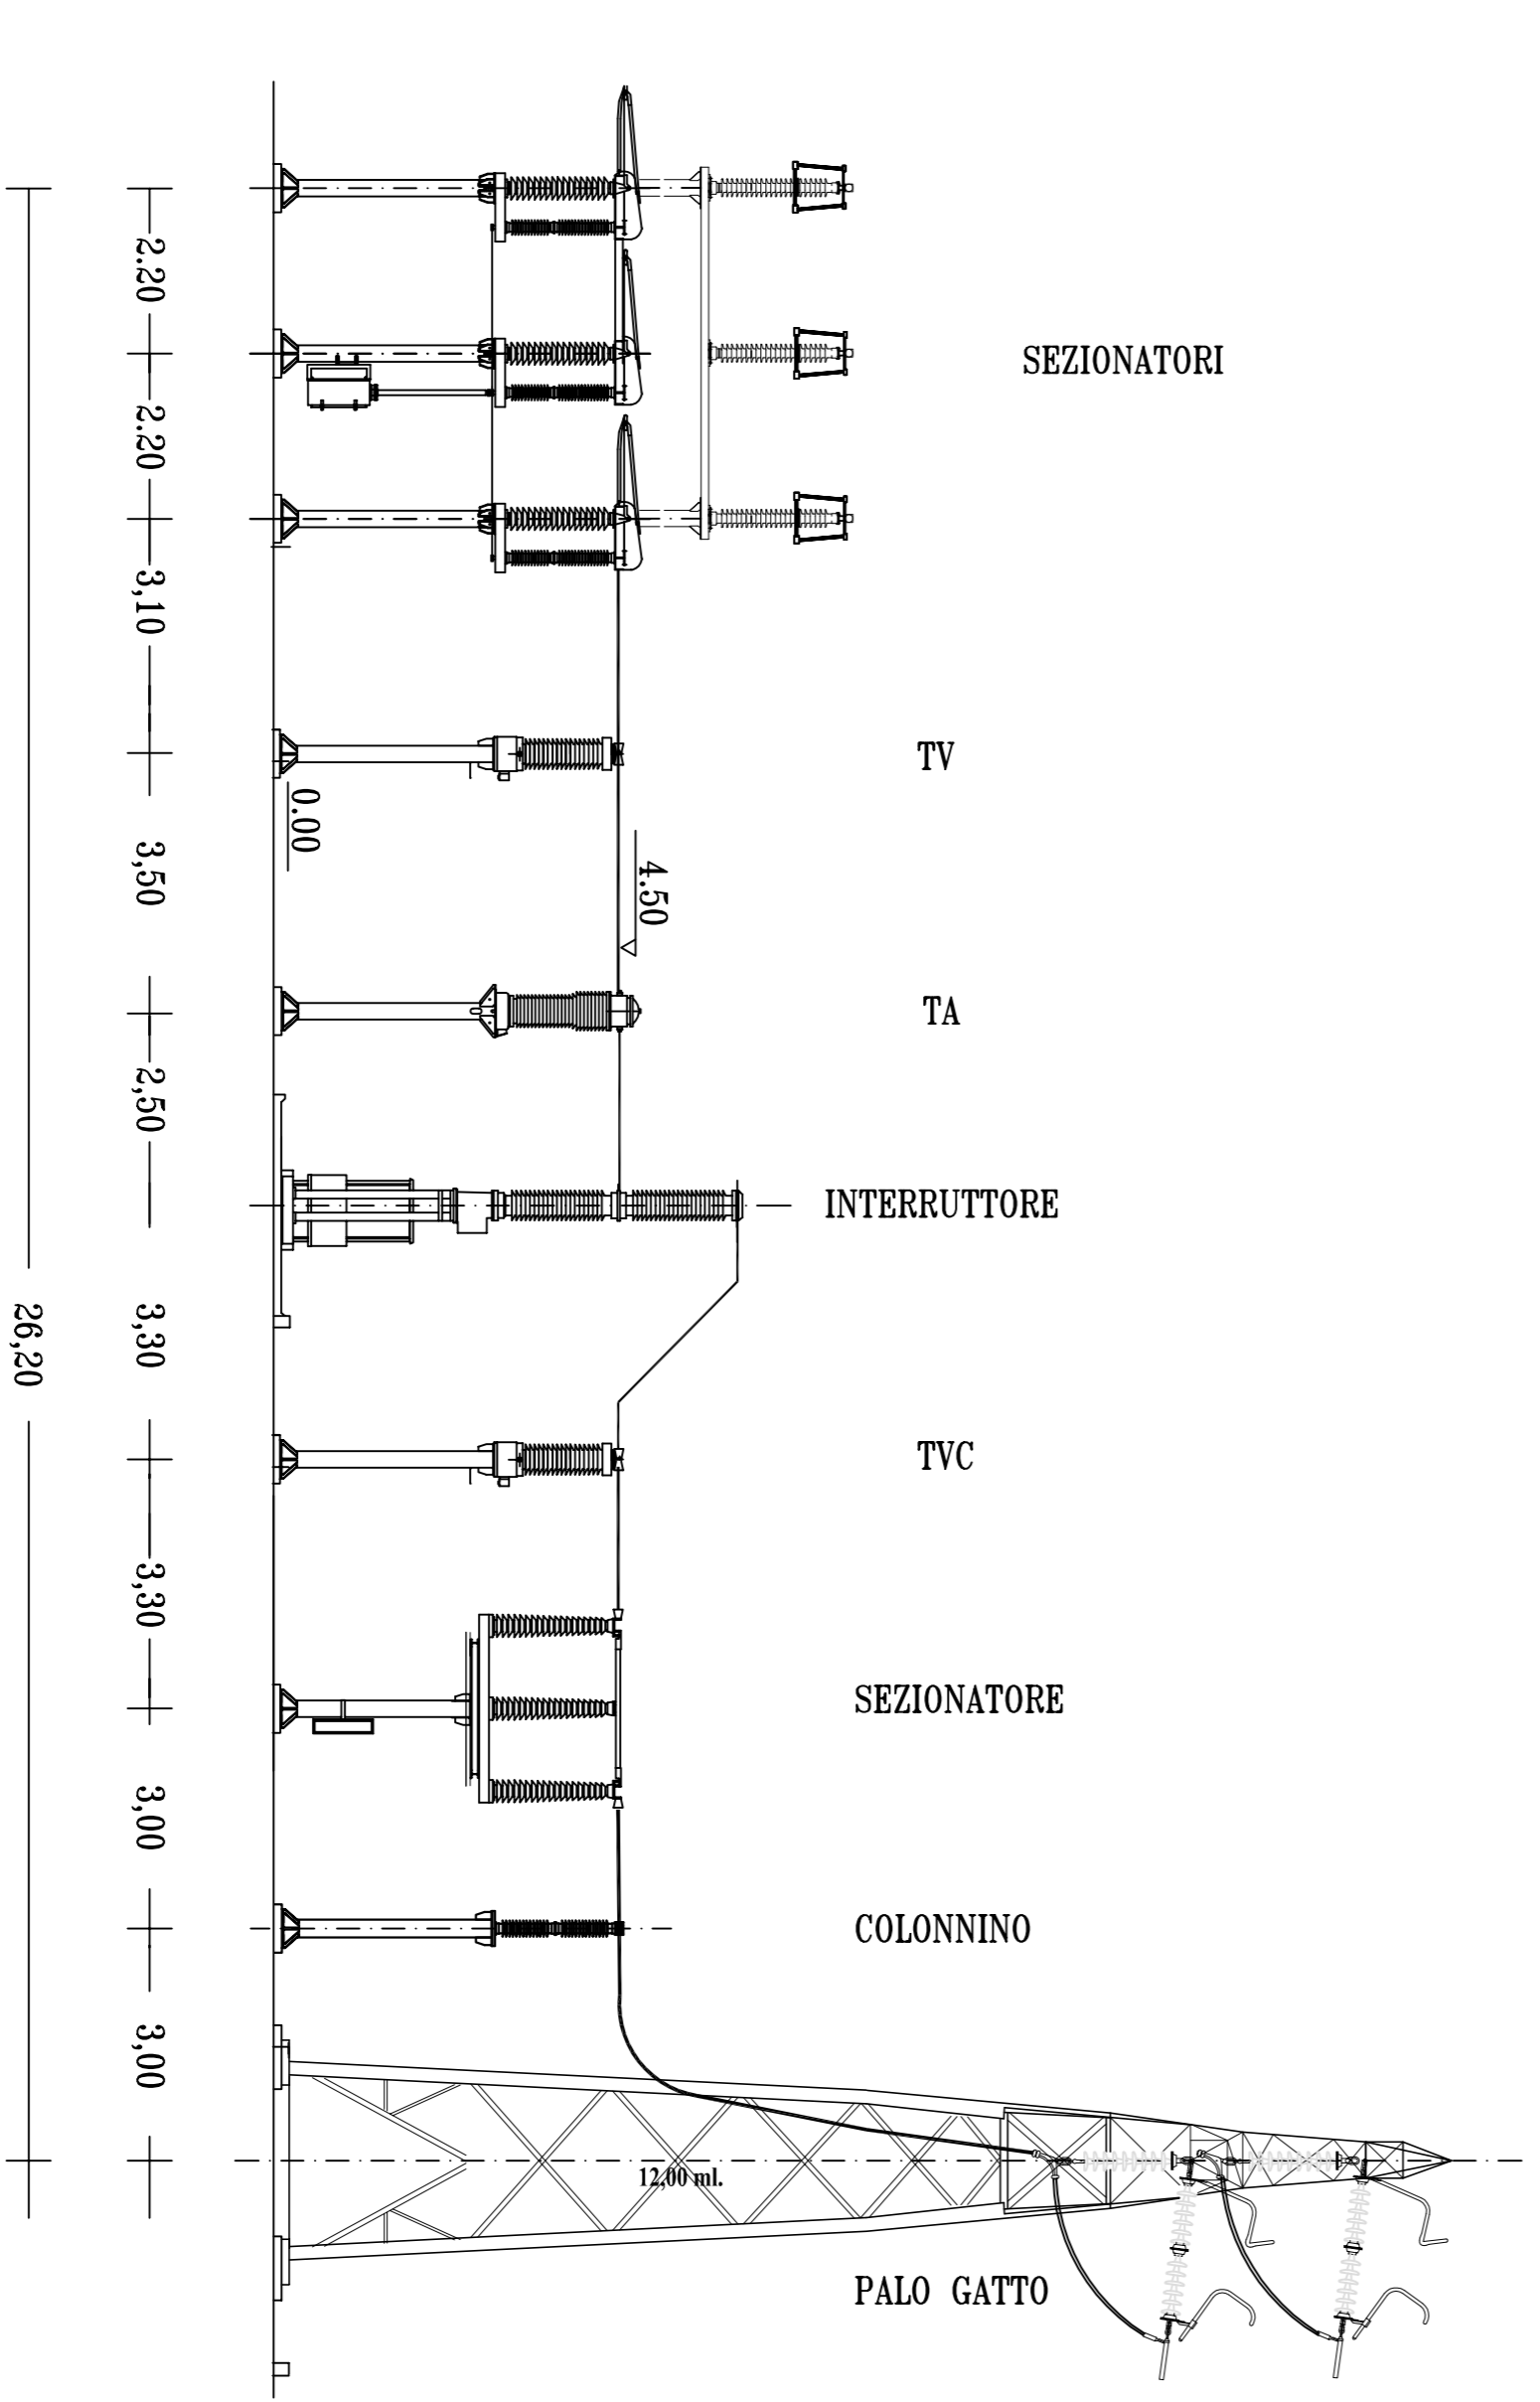 SEZIONATORI
TV
TA
INTERRUTTORE
TVC
SEZIONATORE
COLONNINO
PALO GATTO
12,00 ml.
4.50
0.00
2.20
2.20
3,10
3,50
2,50
3,30
3,30
3,00
3,00
26,20